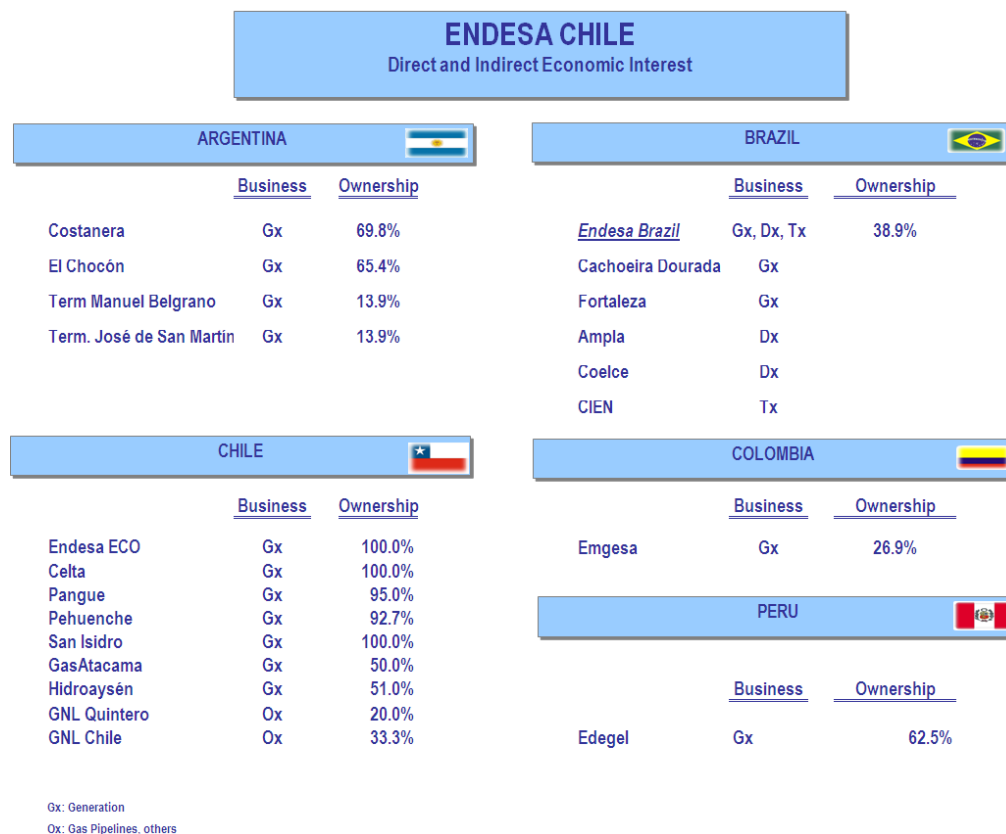 ENDESA CHILE
Direct and Indirect Economic Interest
ARGENTINA
Business Ownership
Costanera Gx 69.8%
El Chocón Gx 65.4%
Term Manuel Belgrano Gx 13.9%
Term. José de San Martín Gx 13.9%
BRAZIL
Business Ownership
Endesa Brazil Gx, Dx, Tx 38.9%
Cachoeira Dourada Gx
Fortaleza Gx
Ampla Dx
Coelce Dx
CIEN Tx
CHILE
Business Ownership
Endesa ECO Gx 100.0%
Celta Gx 100.0%
Pangue Gx 95.0%
Pehuenche Gx 92.7%
San Isidro Gx 100.0%
GasAtacama Gx 50.0%
Hidroaysén Gx 51.0%
GNL Quintero Ox 20.0%
GNL Chile Ox 33.3%
COLOMBIA
Business Ownership
Emgesa Gx 26.9%
PERU
Business Ownership
Edegel Gx 62.5%
Gx: Generation
Ox: Gas Pipelines, others